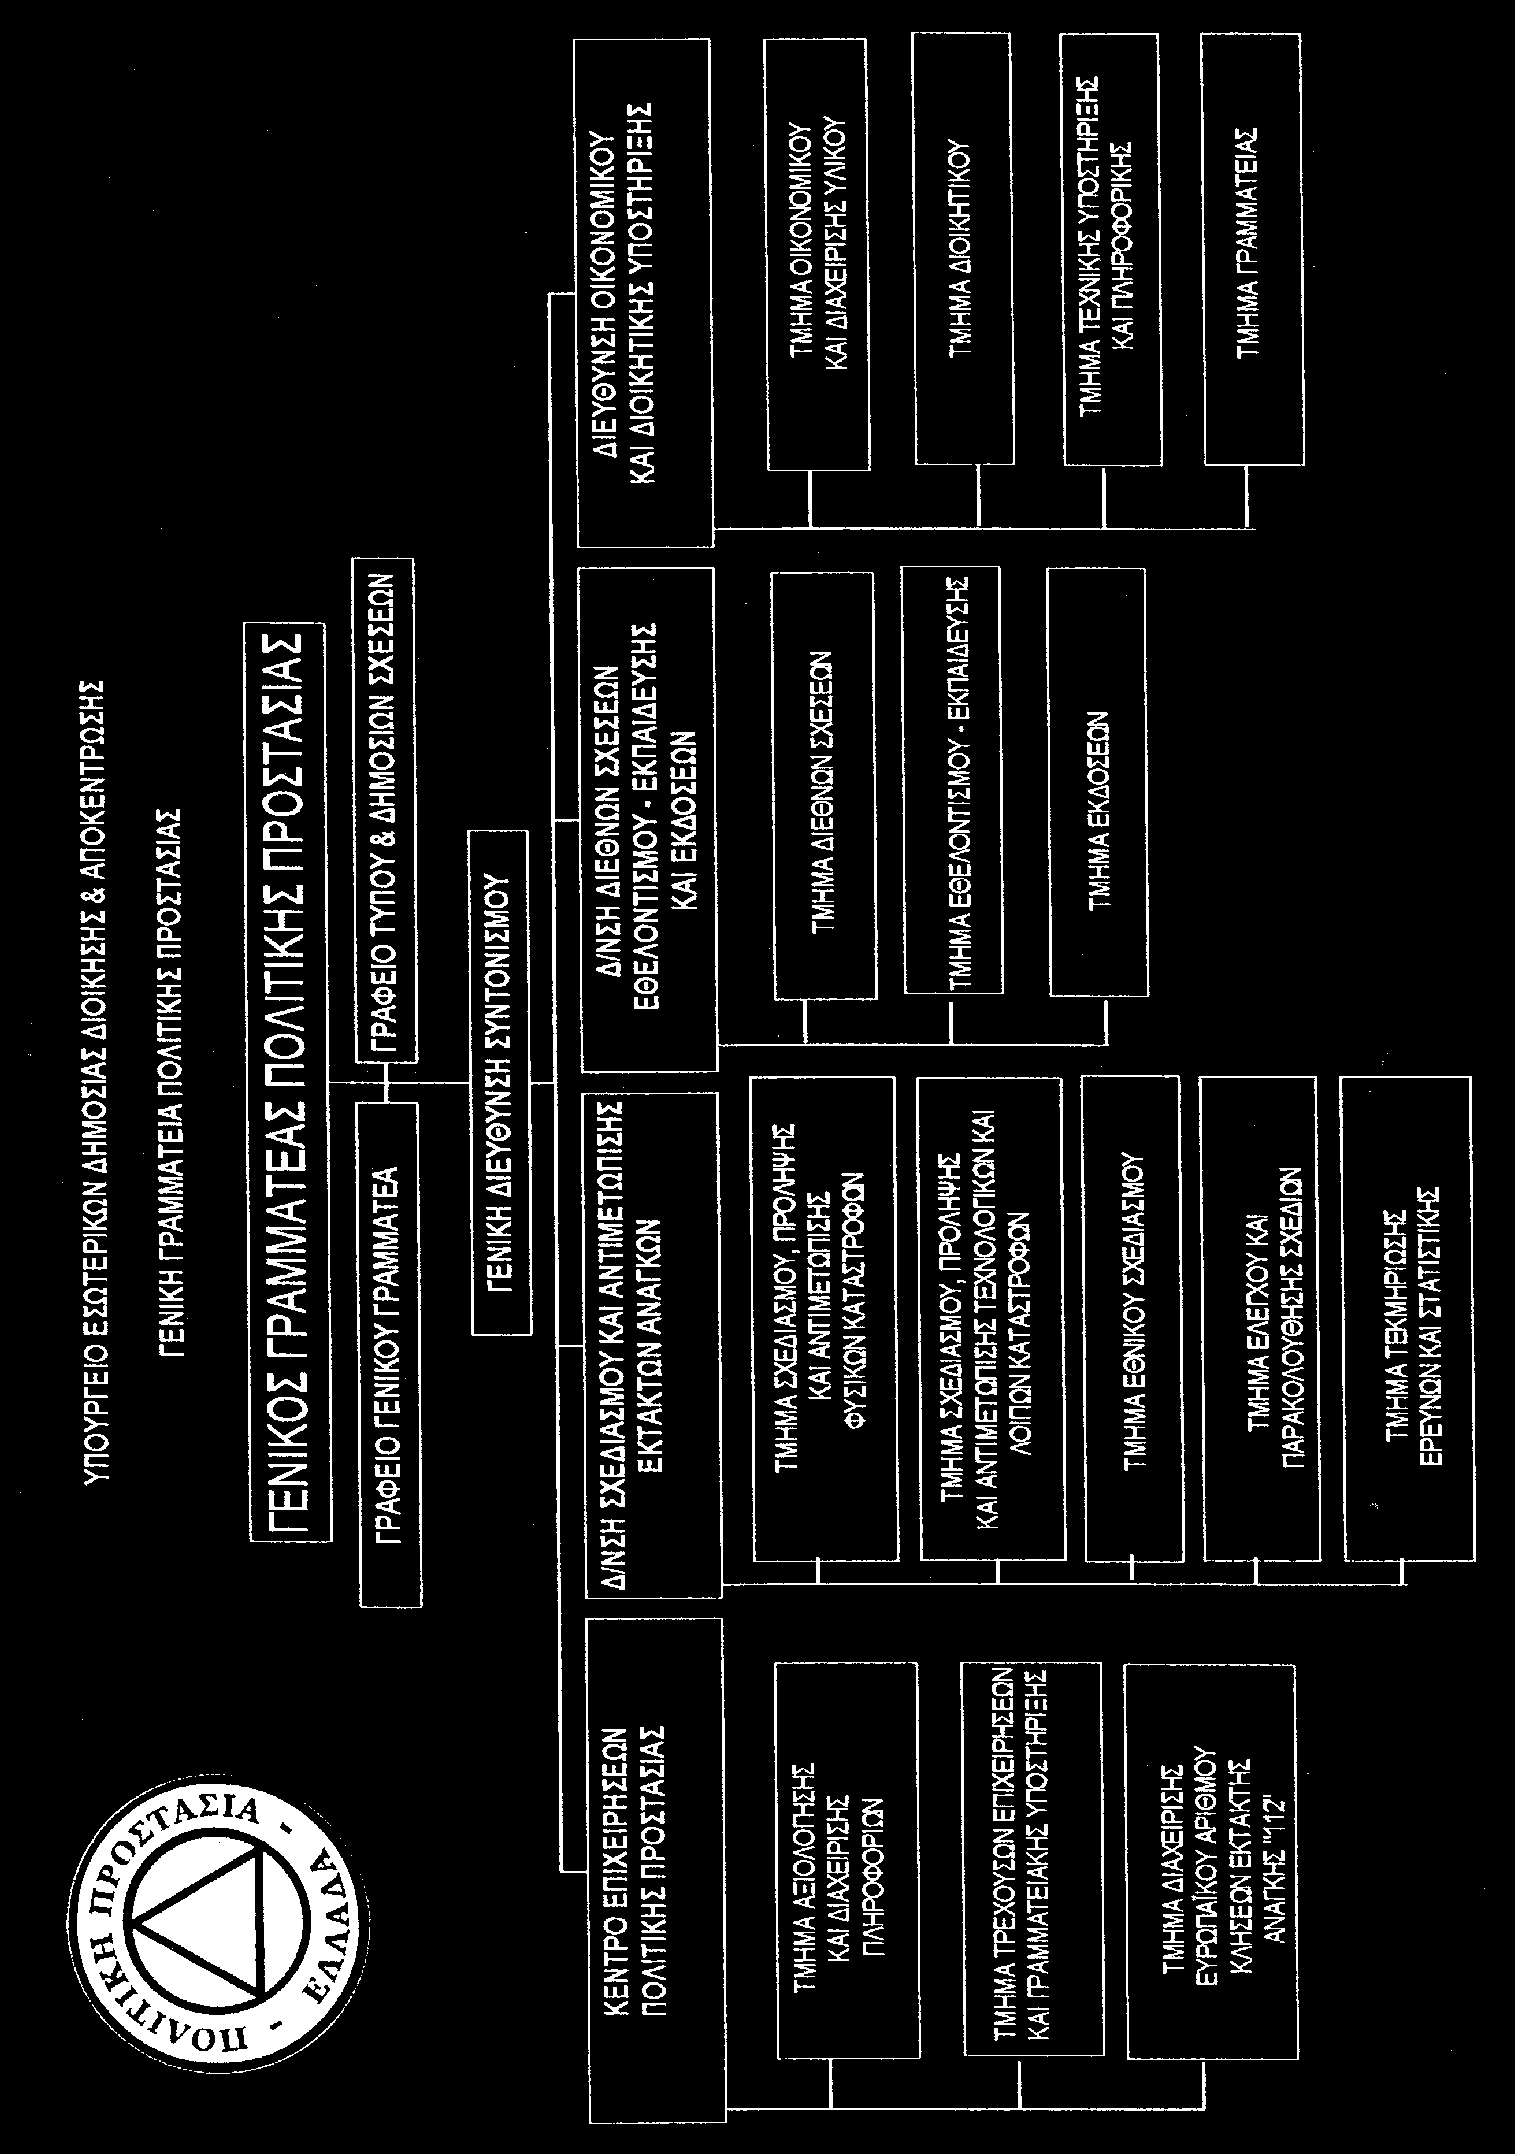 ΥΠΟΥΡΓΕΙΟ ΕΣΩΤΕΡΙΚΩΝ ΔΗΜΟΣΙΑΣ ΔΙΟΙΚΗΣΗΣ & ΑΠΟΚΕΝΤΡΩΣΗΣ
ΓΕΝΙΚΗ ΓΡΑΜΜΑΤΕΙΑ ΠΟΛΙΤΙΚΗΣ ΠΡΟΣΤΑΣΙΑΣ
ΠΟΛΙΤΙΚΗ ΠΡΟΣΤΑΣΙΑ - ΕΛΛΑΔΑ -
ΓΕΝΙΚΟΣ ΓΡΑΜΜΑΤΕΑΣ ΠΟΛΙΤΙΚΗΣ ΠΡΟΣΤΑΣΙΑΣ
ΓΡΑΦΕΙΟ ΓΕΝΙΚΟΥ ΓΡΑΜΜΑΤΕΑ
ΓΡΑΦΕΙΟ ΤΥΠΟΥ & ΔΗΜΟΣΙΩΝ ΣΧΕΣΕΩΝ
ΓΕΝΙΚΗ ΔΙΕΥΘΥΝΣΗ ΣΥΝΤΟΝΙΣΜΟΥ
ΚΕΝΤΡΟ ΕΠΙΧΕΙΡΗΣΕΩΝ
ΠΟΛΙΤΙΚΗΣ ΠΡΟΣΤΑΣΙΑΣ
ΤΜΗΜΑ ΑΞΙΟΛΟΓΗΣΗΣ
ΚΑΙ ΔΙΑΧΕΙΡΙΣΗΣ
ΠΛΗΡΟΦΟΡΙΩΝ
ΤΜΗΜΑ ΤΡΕΧΟΥΣΩΝ ΕΠΙΧΕΙΡΗΣΕΩΝ
ΚΑΙ ΓΡΑΜΜΑΤΕΙΑΚΗΣ ΥΠΟΣΤΗΡΙΞΗΣ
ΤΜΗΜΑ ΔΙΑΧΕΙΡΙΣΗΣ
ΕΥΡΩΠΑΪΚΟΥ ΑΡΙΘΜΟΥ
ΚΛΗΣΕΩΝ ΕΚΤΑΚΤΗΣ
ΑΝΑΓΚΗΣ "112"
Δ/ΝΣΗ ΣΧΕΔΙΑΣΜΟΥ ΚΑΙ ΑΝΤΙΜΕΤΩΠΙΣΗΣ
ΕΚΤΑΚΤΩΝ ΑΝΑΓΚΩΝ
ΤΜΗΜΑ ΣΧΕΔΙΑΣΜΟΥ, ΠΡΟΛΗΨΗΣ
ΚΑΙ ΑΝΤΙΜΕΤΩΠΙΣΗΣ
ΦΥΣΙΚΩΝ ΚΑΤΑΣΤΡΟΦΩΝ
ΤΜΗΜΑ ΣΧΕΔΙΑΣΜΟΥ, ΠΡΟΛΗΨΗΣ
ΚΑΙ ΑΝΤΙΜΕΤΩΠΙΣΗΣ ΤΕΧΝΟΛΟΓΙΚΩΝ ΚΑΙ
ΛΟΙΠΩΝ ΚΑΤΑΣΤΡΟΦΩΝ
ΤΜΗΜΑ ΕΘΝΙΚΟΥ ΣΧΕΔΙΑΣΜΟΥ
ΤΜΗΜΑ ΕΛΕΓΧΟΥ ΚΑΙ
ΠΑΡΑΚΟΛΟΥΘΗΣΗΣ ΣΧΕΔΙΩΝ
ΤΜΗΜΑ ΤΕΚΜΗΡΙΩΣΗΣ
ΕΡΕΥΝΩΝ ΚΑΙ ΣΤΑΤΙΣΤΙΚΗΣ
Δ/ΝΣΗ ΔΙΕΘΝΩΝ ΣΧΕΣΕΩΝ
ΕΘΕΛΟΝΤΙΣΜΟΥ - ΕΚΠΑΙΔΕΥΣΗΣ
ΚΑΙ ΕΚΔΟΣΕΩΝ
ΤΜΗΜΑ ΔΙΕΘΝΩΝ ΣΧΕΣΕΩΝ
ΤΜΗΜΑ ΕΘΕΛΟΝΤΙΣΜΟΥ - ΕΚΠΑΙΔΕΥΣΗΣ
ΤΜΗΜΑ ΕΚΔΟΣΕΩΝ
ΔΙΕΥΘΥΝΣΗ ΟΙΚΟΝΟΜΙΚΟΥ
ΚΑΙ ΔΙΟΙΚΗΤΙΚΗΣ ΥΠΟΣΤΗΡΙΞΗΣ
ΤΜΗΜΑ ΟΙΚΟΝΟΜΙΚΟΥ
ΚΑΙ ΔΙΑΧΕΙΡΙΣΗΣ ΥΛΙΚΟΥ
ΤΜΗΜΑ ΔΙΟΙΚΗΤΙΚΟΥ
ΤΜΗΜΑ ΤΕΧΝΙΚΗΣ ΥΠΟΣΤΗΡΙΞΗΣ
ΚΑΙ ΠΛΗΡΟΦΟΡΙΚΗΣ
ΤΜΗΜΑ ΓΡΑΜΜΑΤΕΙΑΣ